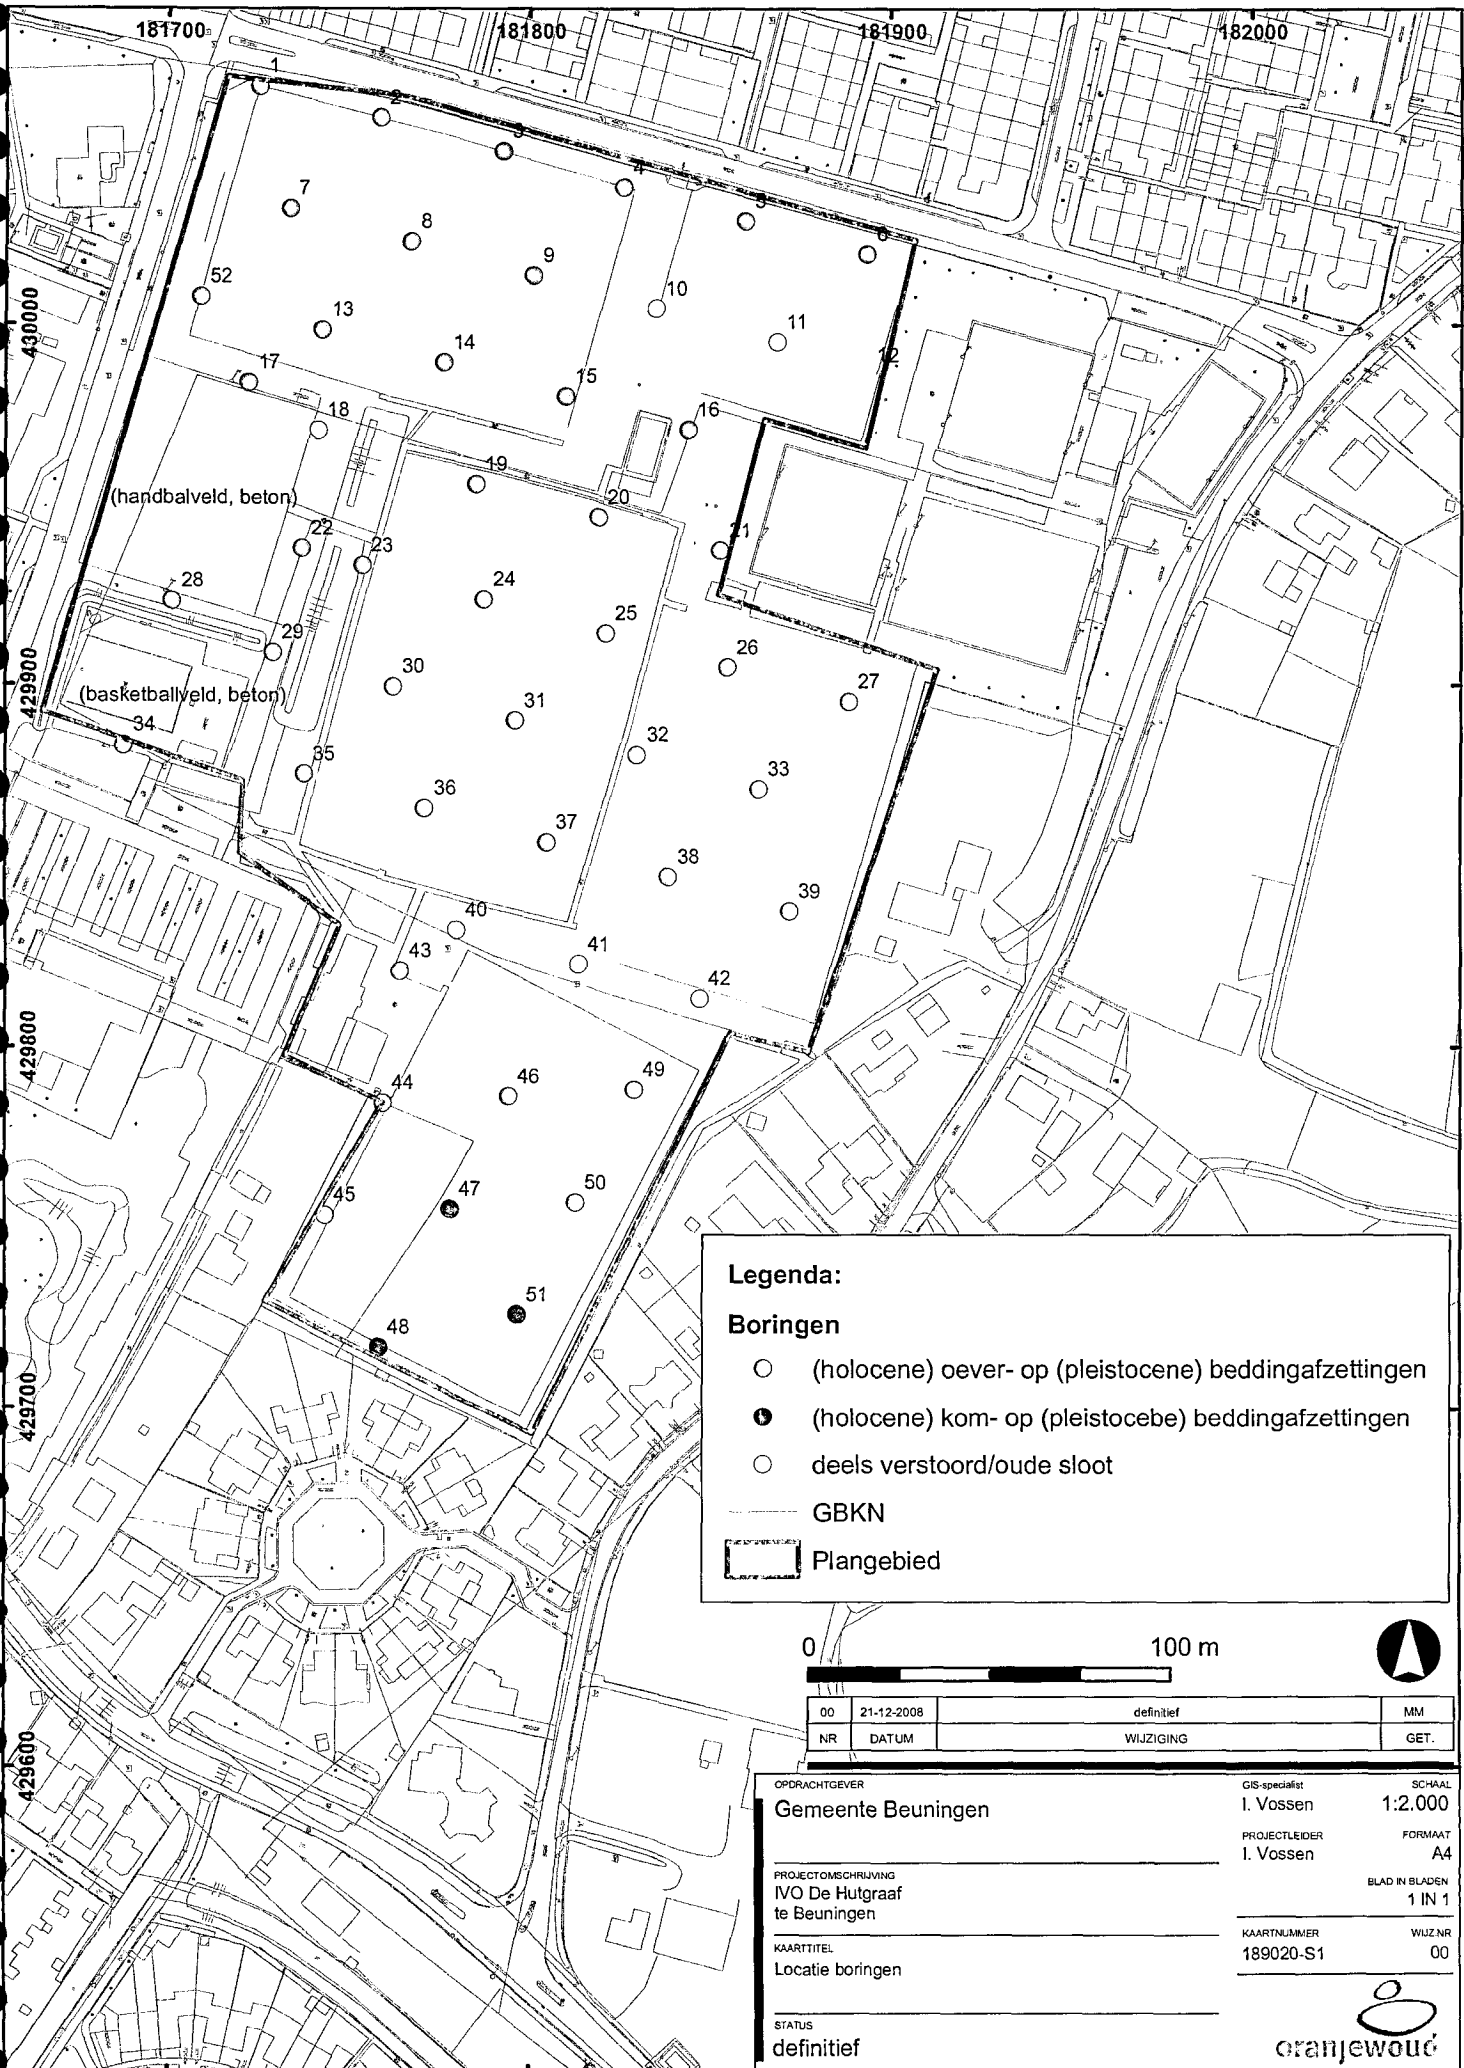 181700
181800
181900
182000
1
2
3
4
5
6
7
8
9
10
11
12
52
13
14
15
16
17
18
19
20
21
430000
(handbalveld, beton)
22
23
24
25
26
27
28
29
30
31
32
33
429900
(basketballveld, beton)
34
35
36
37
38
39
40
41
42
43
429800
44
45
46
47
48
49
50
51
429700
429600
Legenda:
Boringen
(holocene) oever- op (pleistocene) beddingafzettingen
(holocene) kom- op (pleistocebe) beddingafzettingen
deels verstoord/oude sloot
GBKN
Plangebied
0 100 m
00 21-12-2008 definitief MM
NR DATUM WIJZIGING GET.
OPDRACHTGEVER
Gemeente Beuningen
GIS-specialist SCHAAL
I. Vossen 1:2.000
PROJECTLEIDER FORMAAT
I. Vossen A4
PROJECTOMSCHRIJVING
IVO De Hutgraaf
te Beuningen
BLAD IN BLADEN
1 IN 1
KAARTTITEL
Locatie boringen
KAARTNUMMER WIJZ.NR
189020-S1 00
STATUS
definitief
oranjewoud